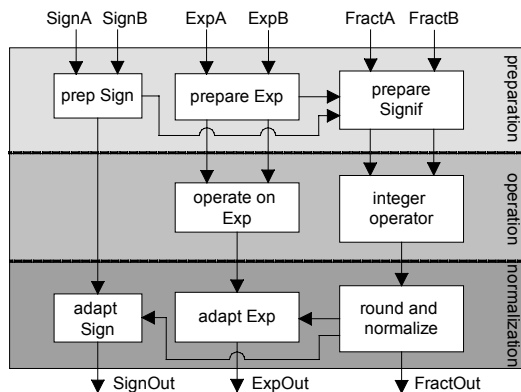 SignA SignB ExpA ExpB FractA FractB
prep Sign
prepare Exp
prepare
Signif
preparation
operate on
Exp
integer
operator
operation
adapt
Sign
adapt Exp
round and
normalize
normalization
SignOut ExpOut FractOut